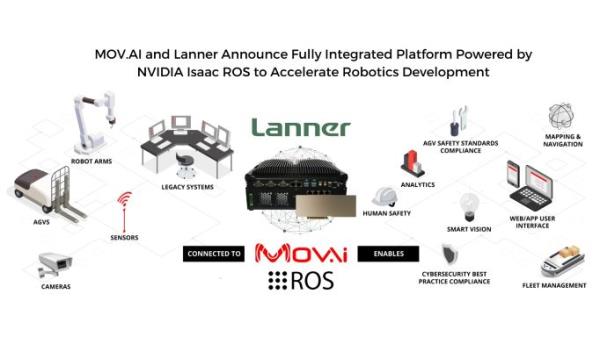 MOV.AI and Lanner Announce Fully Integrated Platform Powered by
NVIDIA Isaac ROS to Accelerate Robotics Development
ROBOT ARMS
LEGACY SYSTEMS
AGVS
SENSORS
CAMERAS
Lanner
CONNECTED TO
MOV.Ai
ENABLES
ROS
AGV SAFETY STANDARDS
COMPLIANCE
MAPPING &
NAVIGATION
ANALYTICS
HUMAN SAFETY
SMART VISION
WEB/APP USER
INTERFACE
CYBERSECURITY BEST
PRACTICE COMPLIANCE
FLEET MANAGEMENT